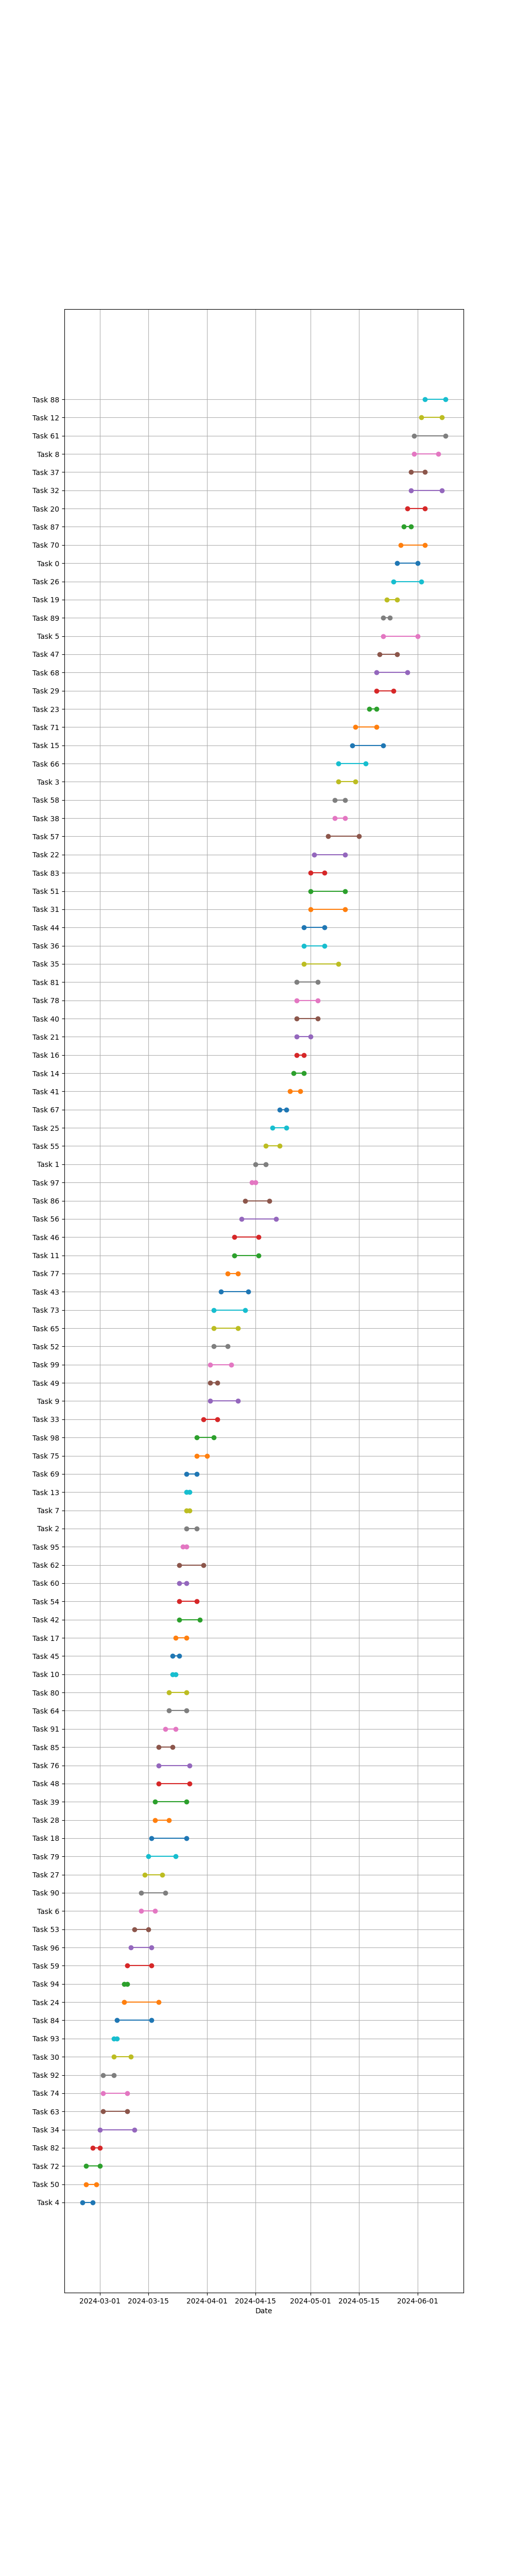 Task 88
Task 12
Task 61
Task 8
Task 37
Task 32
Task 20
Task 87
Task 70
Task 0
Task 26
Task 19
Task 89
Task 5
Task 47
Task 68
Task 29
Task 23
Task 71
Task 15
Task 66
Task 3
Task 58
Task 38
Task 57
Task 22
Task 83
Task 51
Task 31
Task 44
Task 36
Task 35
Task 81
Task 78
Task 40
Task 21
Task 16
Task 14
Task 41
Task 67
Task 25
Task 55
Task 1
Task 97
Task 86
Task 56
Task 46
Task 11
Task 77
Task 43
Task 73
Task 65
Task 52
Task 99
Task 49
Task 9
Task 33
Task 98
Task 75
Task 69
Task 13
Task 7
Task 2
Task 95
Task 62
Task 60
Task 54
Task 42
Task 17
Task 45
Task 10
Task 80
Task 64
Task 91
Task 85
Task 76
Task 48
Task 39
Task 28
Task 18
Task 79
Task 27
Task 90
Task 6
Task 53
Task 96
Task 59
Task 94
Task 24
Task 84
Task 93
Task 30
Task 92
Task 74
Task 63
Task 34
Task 82
Task 72
Task 50
Task 4
2024-03-01 2024-03-15 2024-04-01 2024-04-15 2024-05-01 2024-05-15 2024-06-01
Date